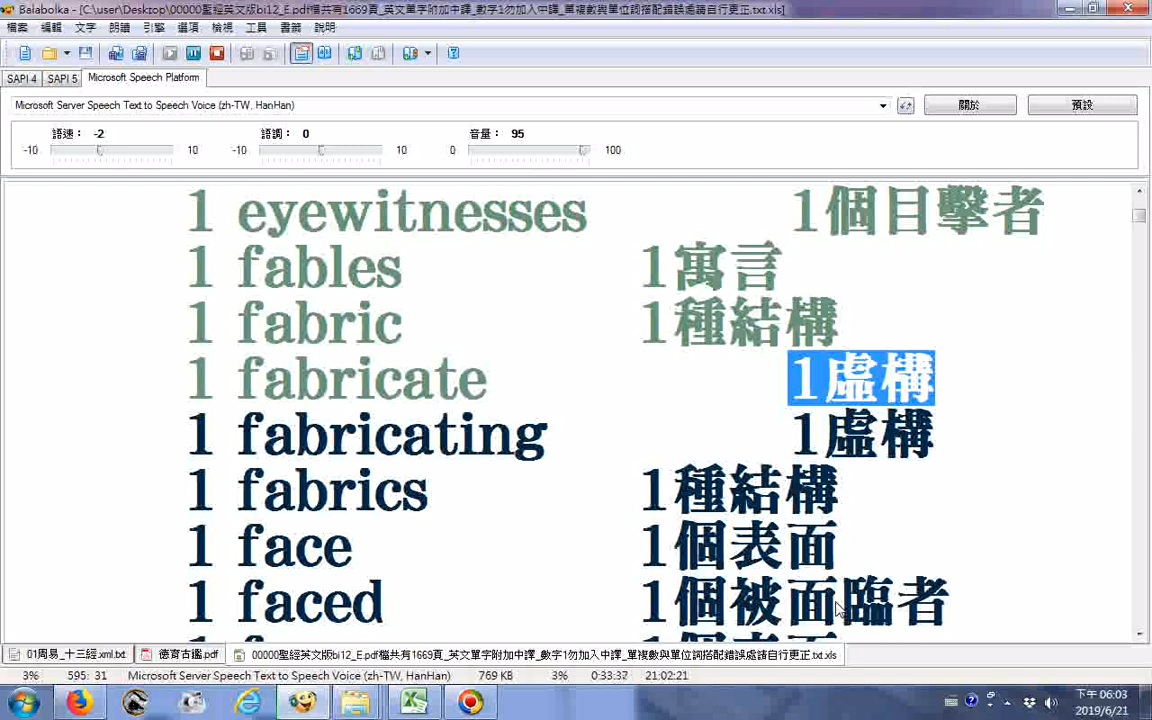 Balabolka - [C:\user\Desktop\00000聖經英文版bi12_E.pdf檔共有1669頁_英文單字附加中譯_數字1勿加入中譯_單複數與單位詞搭配錯誤處請自行更正.txt.xls]
檔案 編輯 文字 朗讀 引擎 選項 檢視 工具 書籤 說明
SAPI 4 SAPI 5 Microsoft Speech Platform
Microsoft Server Speech Text to Speech Voice (zh-TW, HanHan) 關於 預設
語速： -2 語調： 0 音量： 95
-10 10 -10 10 0 100
1 eyewitnesses 1個目擊者
1 fables 1寓言
1 fabric 1種結構
1 fabricate 1虛構
1 fabricating 1虛構
1 fabrics 1種結構
1 face 1個表面
1 faced 1個被面臨者
01周易_十三經.xml.txt 德育古鑑.pdf 00000聖經英文版bi12_E.pdf檔共有1669頁_英文單字附加中譯_數字1勿加入中譯_單複數與單位詞搭配錯誤處請自行更正.txt.xls
3% 595: 31 Microsoft Server Speech Text to Speech Voice (zh-TW, HanHan) 769 KB 3% 0:33:37 21:02:21
下午 06:03
2019/6/21